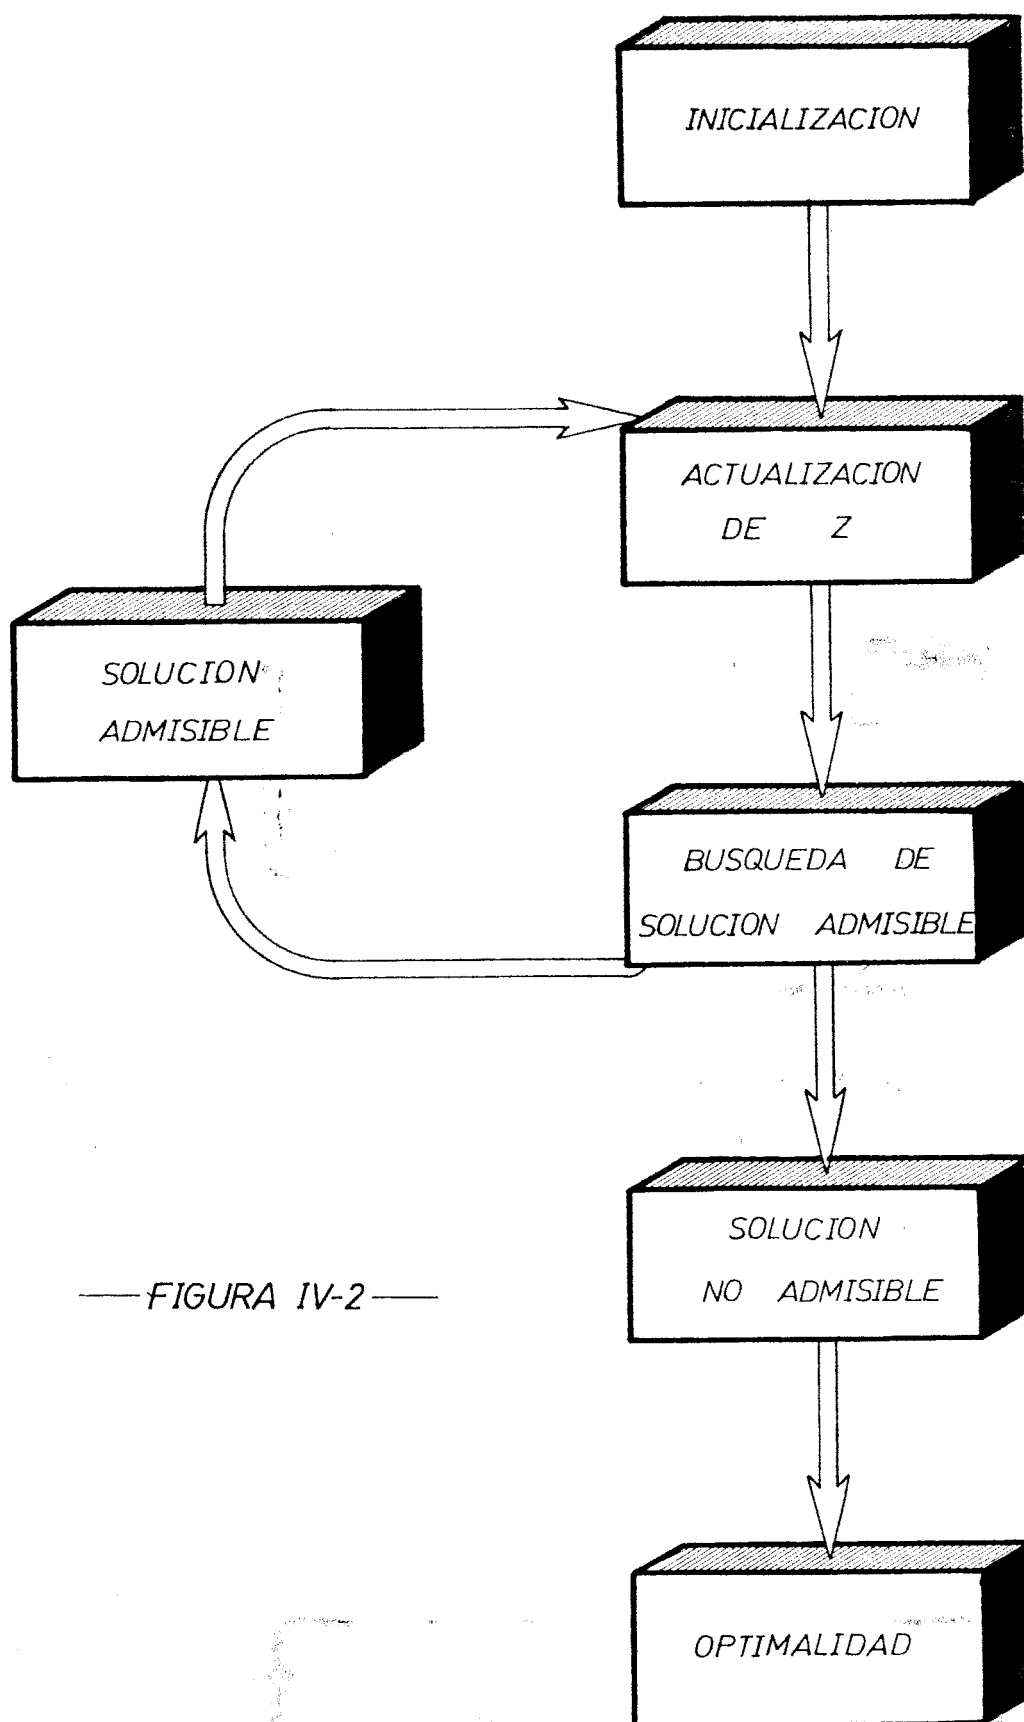 INICIALIZACION
ACTUALIZACION
DE Z
SOLUCION
ADMISIBLE
BUSQUEDA DE
SOLUCION ADMISIBLE
SOLUCION
NO ADMISIBLE
FIGURA IV-2
OPTIMALIDAD